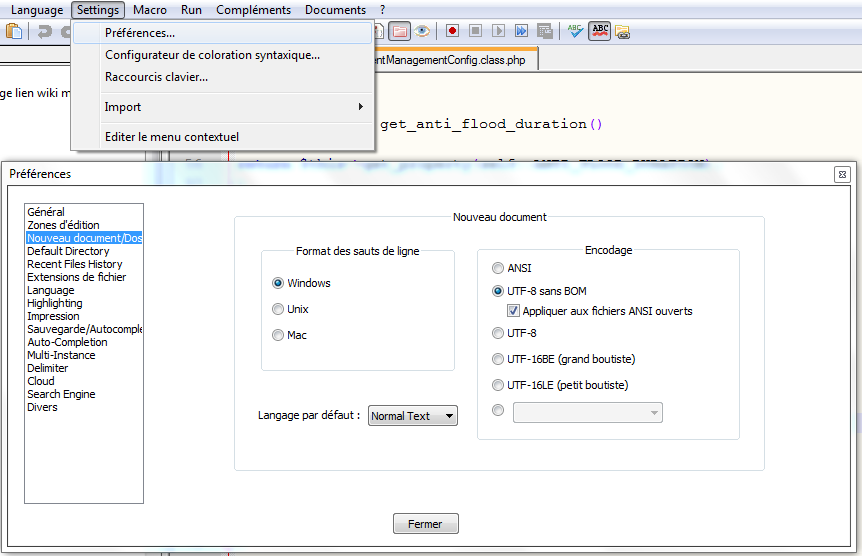 Language Settings Macro Run Compléments Documents ?
Préférences...
Configurateur de coloration syntaxique...
Raccourcis clavier...
Import
Editer le menu contextuel
ABC ABC
entManagementConfig.class.php
ge lien wiki m
get_anti_flood_duration()
56
Préférences
Général
Zones d'édition
Nouveau document/Dos
Default Directory
Recent Files History
Extensions de fichier
Language
Highlighting
Impression
Sauvegarde/Autocomple
Auto-Completion
Multi-Instance
Delimiter
Cloud
Search Engine
Divers
Nouveau document
Format des sauts de ligne
Windows
Unix
Mac
Langage par défaut : Normal Text
Encodage
ANSI
UTF-8 sans BOM
Appliquer aux fichiers ANSI ouverts
UTF-8
UTF-16BE (grand boutiste)
UTF-16LE (petit boutiste)
Fermer